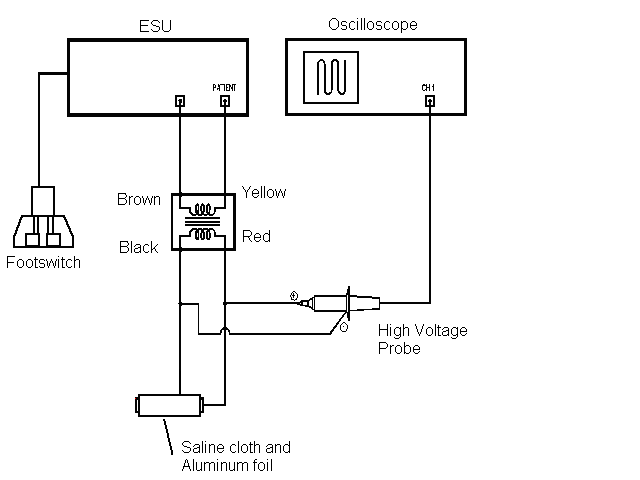 ESU
Oscilloscope
PATIENT
CH1
Brown
Yellow
Black
Red
Footswitch
+
-
High Voltage
Probe
Saline cloth and
Aluminum foil